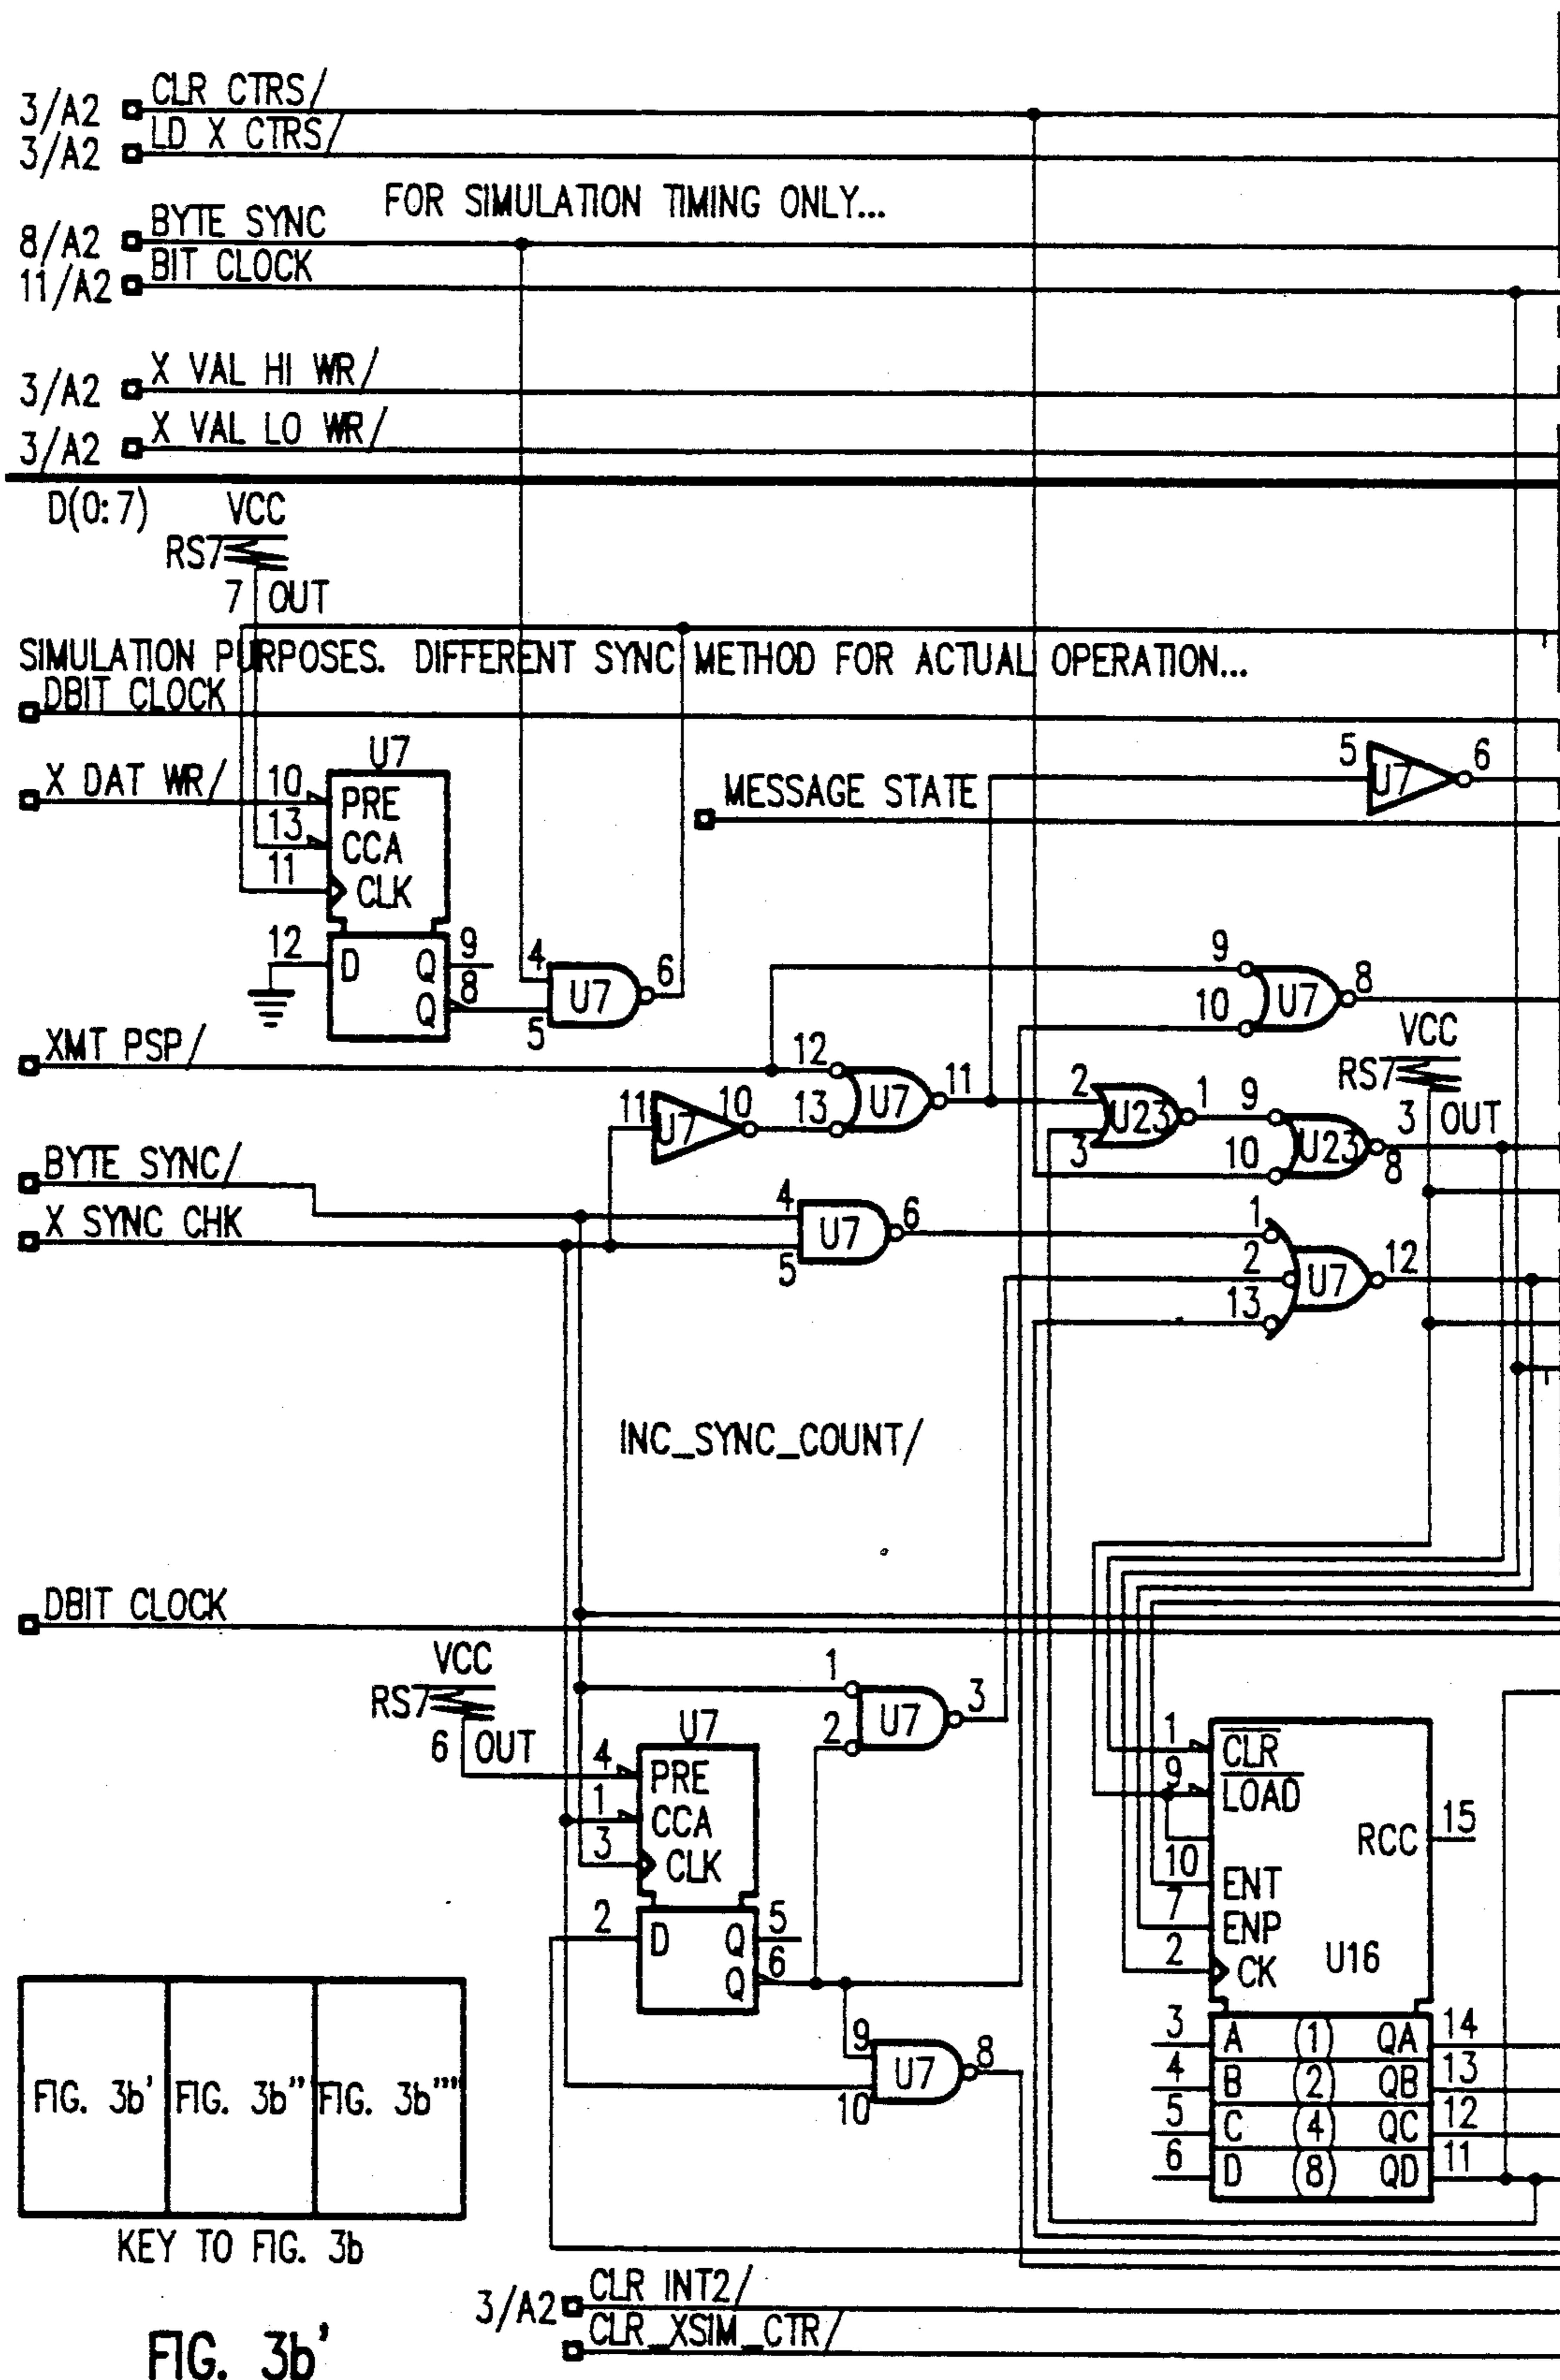 CLR CTRS/
3/A2
LD X CTRS/
3/A2
FOR SIMULATION TIMING ONLY...
BYTE SYNC
8/A2
BIT CLOCK
11/A2
X VAL HI WR/
3/A2
X VAL LO WR/
3/A2
D(0:7) VCC
RS7
7 OUT
SIMULATION PURPOSES. DIFFERENT SYNC METHOD FOR ACTUAL OPERATION...
DBIT CLOCK
U7
5 U7 6
X DAT WR/ 10 PRE
MESSAGE STATE
13 CCA
11 CLK
12 D Q 9
Q 8
4 U7 6
5
9 U7 8
10
VCC
RS7
3 OUT
XMT PSP/
12 U7 11
13
11 U7 10
2 U23 1
3
9 U23 8
10
BYTE SYNC/
X SYNC CHK
4 U7 6
5
1
2 U7 12
13
INC_SYNC_COUNT/
DBIT CLOCK
VCC
RS7
6 OUT
1 U7 3
2
U7
4 PRE
1 CCA
3 CLK
2 D Q 5
Q 6
9 U7 8
10
1 CLR
9 LOAD
RCC 15
10 ENT
7 ENP
2 CK U16
3 A (1) QA 14
4 B (2) QB 13
5 C (4) QC 12
6 D (8) QD 11
FIG. 3b' FIG. 3b" FIG. 3b'"
KEY TO FIG. 3b
CLR INT2/
3/A2
CLR_XSIM_CTR/
FIG. 3b'